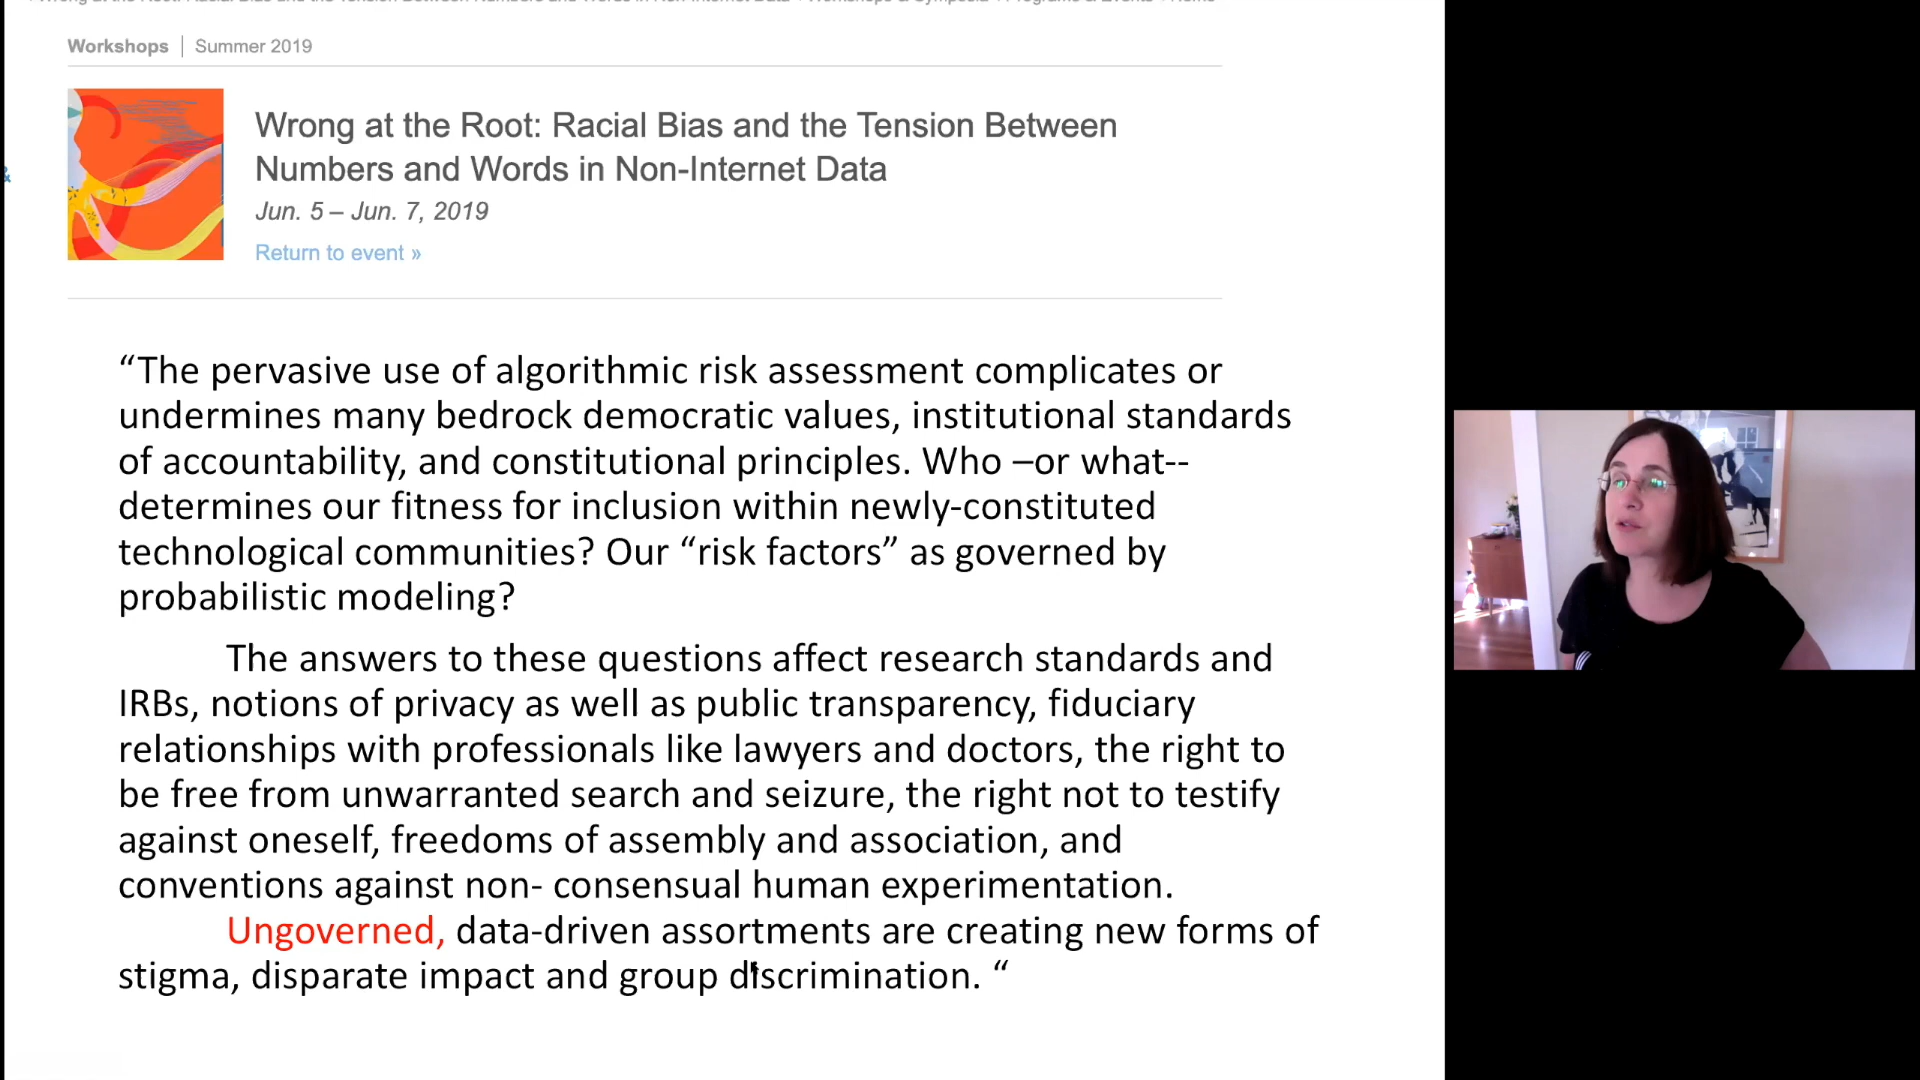 Workshops | Summer 2019
Wrong at the Root: Racial Bias and the Tension Between
Numbers and Words in Non-Internet Data
Jun. 5 – Jun. 7, 2019
Return to event »
&
“The pervasive use of algorithmic risk assessment complicates or
undermines many bedrock democratic values, institutional standards
of accountability, and constitutional principles. Who –or what--
determines our fitness for inclusion within newly-constituted
technological communities? Our “risk factors” as governed by
probabilistic modeling?
The answers to these questions affect research standards and
IRBs, notions of privacy as well as public transparency, fiduciary
relationships with professionals like lawyers and doctors, the right to
be free from unwarranted search and seizure, the right not to testify
against oneself, freedoms of assembly and association, and
conventions against non- consensual human experimentation.
Ungoverned, data-driven assortments are creating new forms of
stigma, disparate impact and group discrimination. “